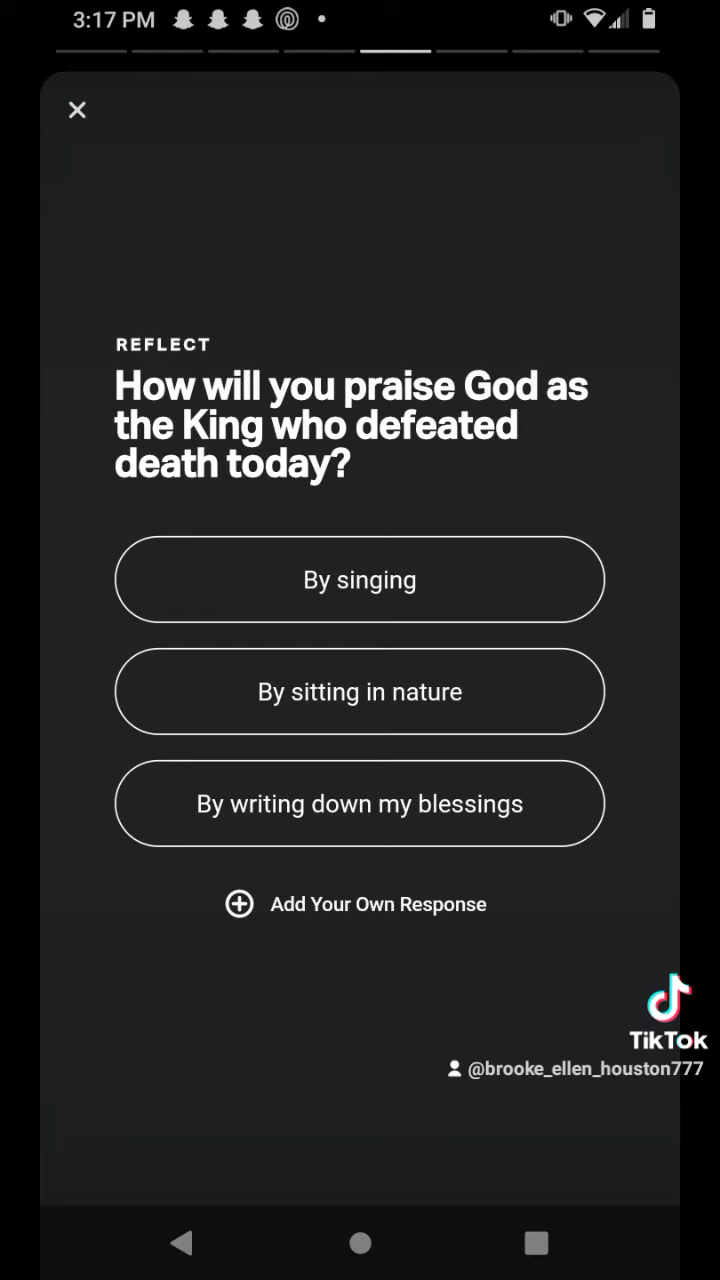 3:17 PM
REFLECT
How will you praise God as
the King who defeated
death today?
By singing
By sitting in nature
By writing down my blessings
Add Your Own Response
TikTok
@brooke_ellen_houston777